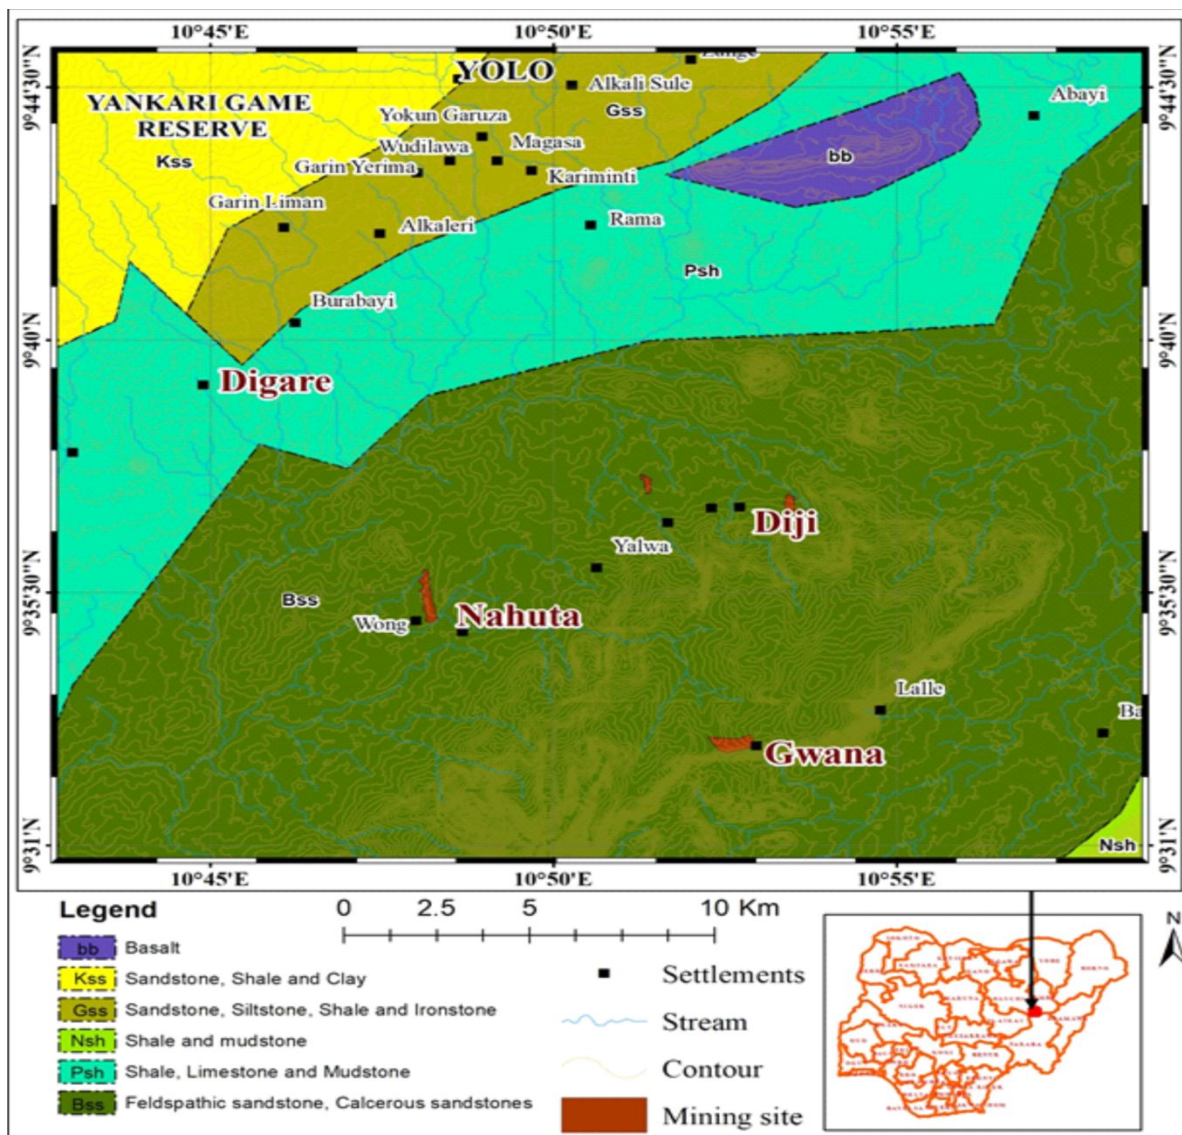 10°45'E 10°50'E 10°55'E
9°44'30"N
9°44'30"N
YOLO
Alkali Sule
Gss
Abayi
YANKARI GAME
RESERVE
Kss
Yokun Garuza
Wudilawa
Magasa
bb
Garin Yerima
Kariminti
Garin Liman
Alkaleri
Rama
Psh
Burabayi
9°40'N
9°40'N
Digare
Diji
Yalwa
9°35'30"N
9°35'30"N
Bss
Wong
Nahuta
Lalle
Ba
Gwana
9°31'N
9°31'N
Nsh
10°45'E 10°50'E 10°55'E
Legend
bb Basalt
Kss Sandstone, Shale and Clay
Gss Sandstone, Siltstone, Shale and Ironstone
Nsh Shale and mudstone
Psh Shale, Limestone and Mudstone
Bss Feldspathic sandstone, Calcerous sandstones
0 2.5 5 10 Km
Settlements
Stream
Contour
Mining site
N